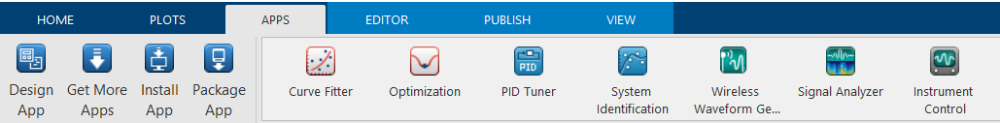 HOME PLOTS APPS EDITOR PUBLISH VIEW
Design App
Get More Apps
Install App
Package App
Curve Fitter
Optimization
PID
PID Tuner
System Identification
Wireless Waveform Ge...
Signal Analyzer
Instrument Control